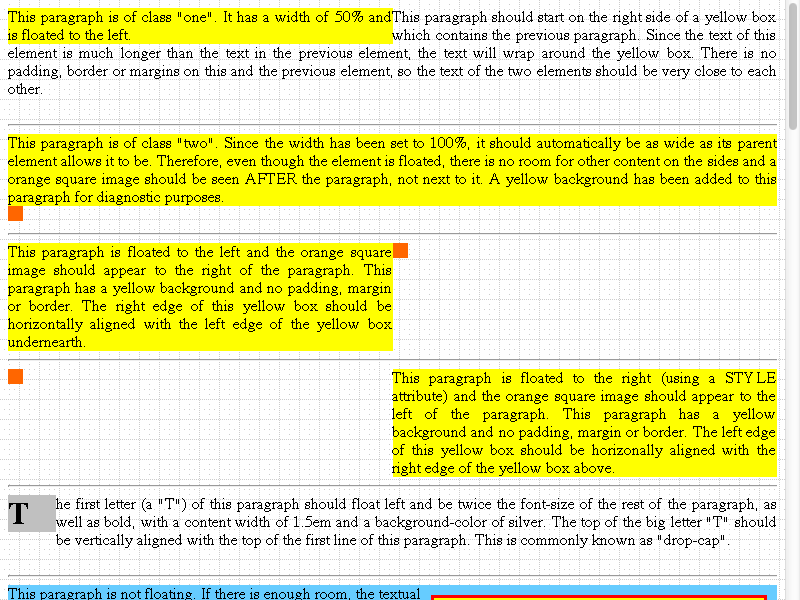 This paragraph is of class "one". It has a width of 50% and
is floated to the left.
This paragraph should start on the right side of a yellow box
which contains the previous paragraph. Since the text of this
element is much longer than the text in the previous element, the text will wrap around the yellow box. There is no
padding, border or margins on this and the previous element, so the text of the two elements should be very close to each
other.
This paragraph is of class "two". Since the width has been set to 100%, it should automatically be as wide as its parent
element allows it to be. Therefore, even though the element is floated, there is no room for other content on the sides and a
orange square image should be seen AFTER the paragraph, not next to it. A yellow background has been added to this
paragraph for diagnostic purposes.
This paragraph is floated to the left and the orange square
image should appear to the right of the paragraph. This
paragraph has a yellow background and no padding, margin
or border. The right edge of this yellow box should be
horizontally aligned with the left edge of the yellow box
undernearth.
This paragraph is floated to the right (using a STYLE
attribute) and the orange square image should appear to the
left of the paragraph. This paragraph has a yellow
background and no padding, margin or border. The left edge
of this yellow box should be horizonally aligned with the
right edge of the yellow box above.
The first letter (a "T") of this paragraph should float left and be twice the font-size of the rest of the paragraph, as
well as bold, with a content width of 1.5em and a background-color of silver. The top of the big letter "T" should
be vertically aligned with the top of the first line of this paragraph. This is commonly known as "drop-cap".
This paragraph is not floating. If there is enough room, the textual